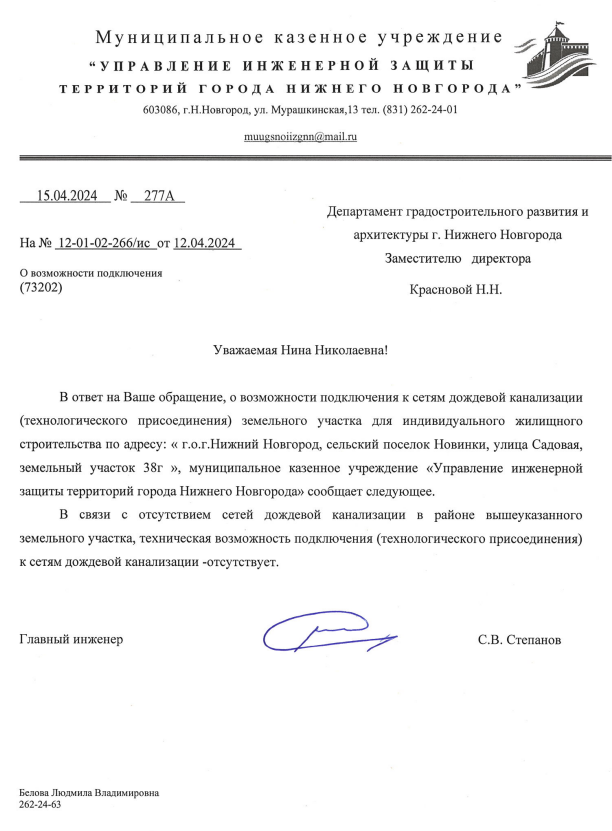 Муниципальное казенное учреждение
“УПРАВЛЕНИЕ ИНЖЕНЕРНОЙ ЗАЩИТЫ
ТЕРРИТОРИЙ ГОРОДА НИЖНЕГО НОВГОРОДА”
603086, г.Н.Новгород, ул. Мурашкинская,13 тел. (831) 262-24-01
muugsnoiizgnn@mail.ru
15.04.2024 № 277А
На № 12-01-02-266/ис от 12.04.2024
О возможности подключения
(73202)
Департамент градостроительного развития и
архитектуры г. Нижнего Новгорода
Заместителю директора
Красновой Н.Н.
Уважаемая Нина Николаевна!
В ответ на Ваше обращение, о возможности подключения к сетям дождевой канализации
(технологического присоединения) земельного участка для индивидуального жилищного
строительства по адресу: « г.о.г.Нижний Новгород, сельский поселок Новинки, улица Садовая,
земельный участок 38г », муниципальное казенное учреждение «Управление инженерной
защиты территорий города Нижнего Новгорода» сообщает следующее.
В связи с отсутствием сетей дождевой канализации в районе вышеуказанного
земельного участка, техническая возможность подключения (технологического присоединения)
к сетям дождевой канализации -отсутствует.
Главный инженер С.В. Степанов
Белова Людмила Владимировна
262-24-63